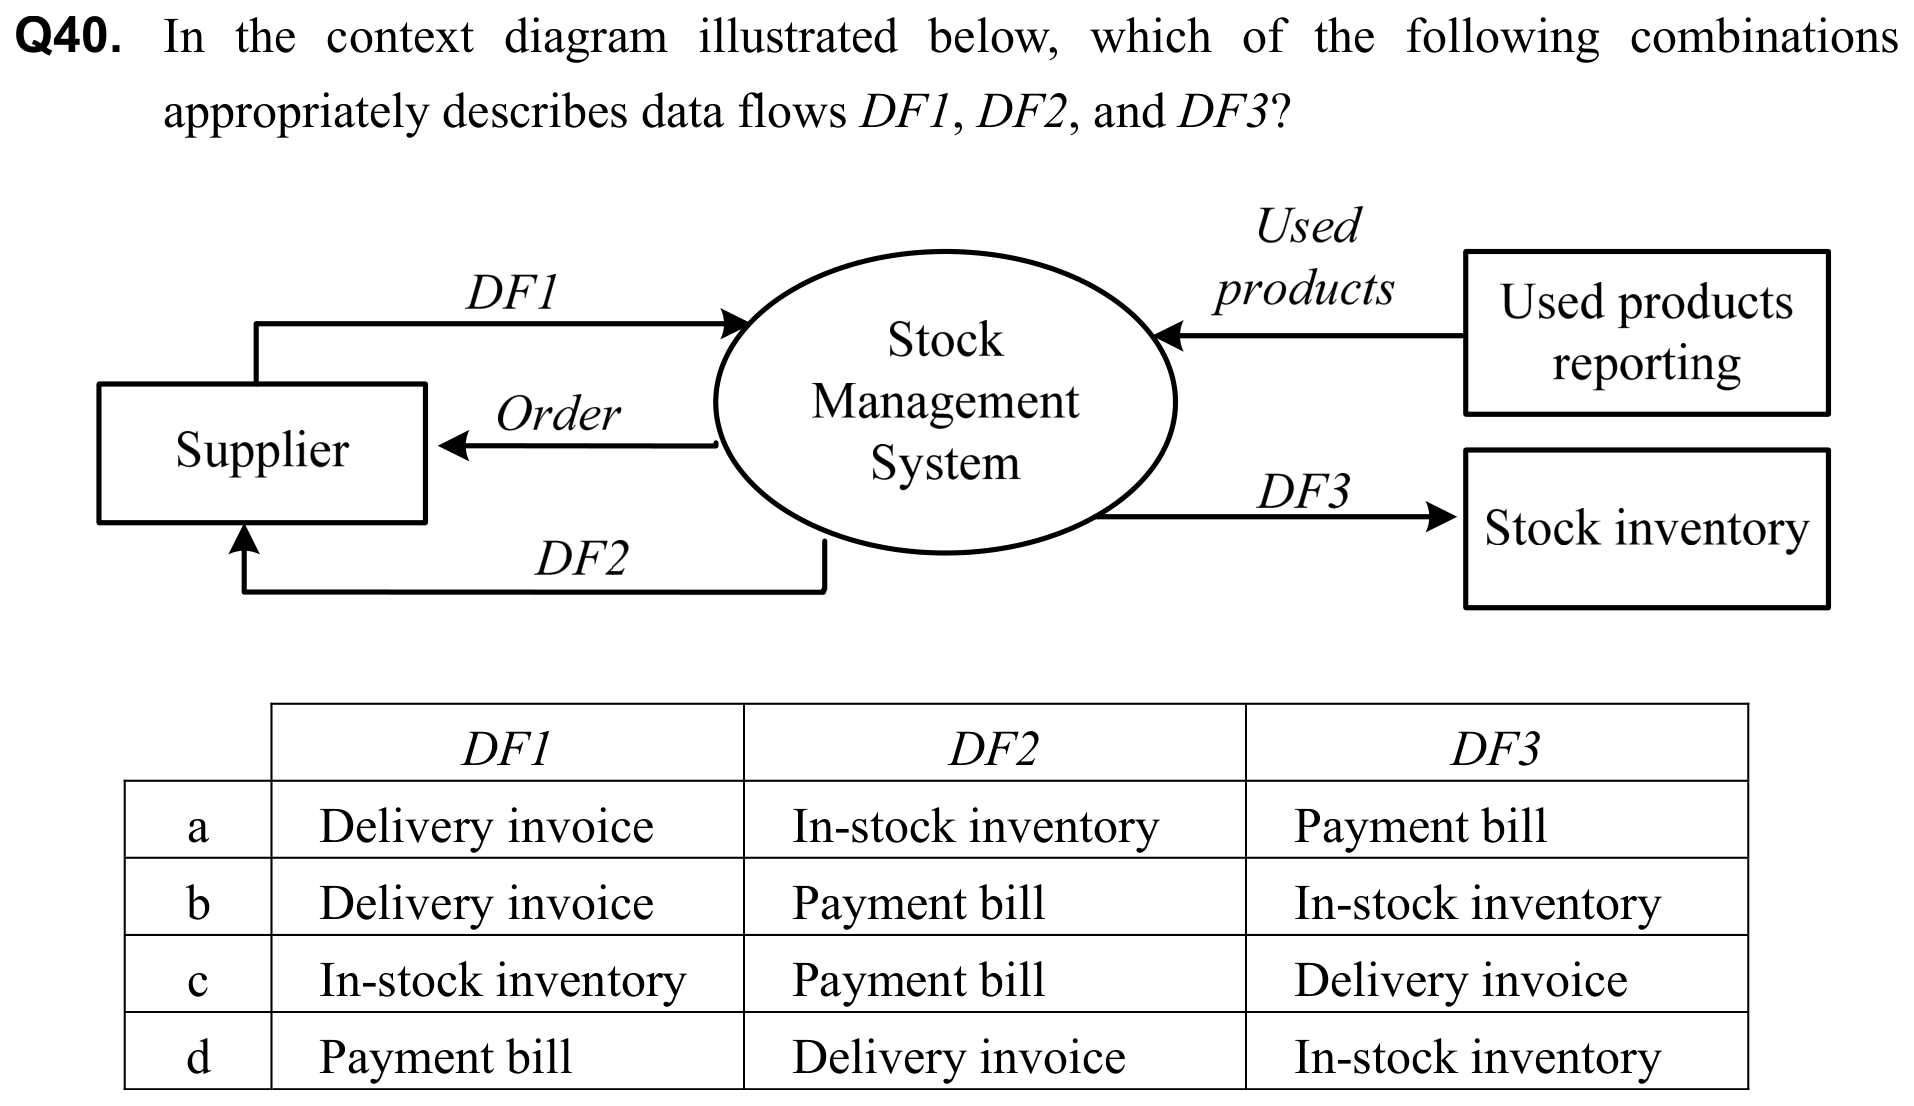 Q40. In the context diagram illustrated below, which of the following combinations
appropriately describes data flows DF1, DF2, and DF3?
Used
products
DF1
Used products
reporting
Stock
Management
System
Order
Supplier
DF3
Stock inventory
DF2
DF1 DF2 DF3
a Delivery invoice In-stock inventory Payment bill
b Delivery invoice Payment bill In-stock inventory
c In-stock inventory Payment bill Delivery invoice
d Payment bill Delivery invoice In-stock inventory